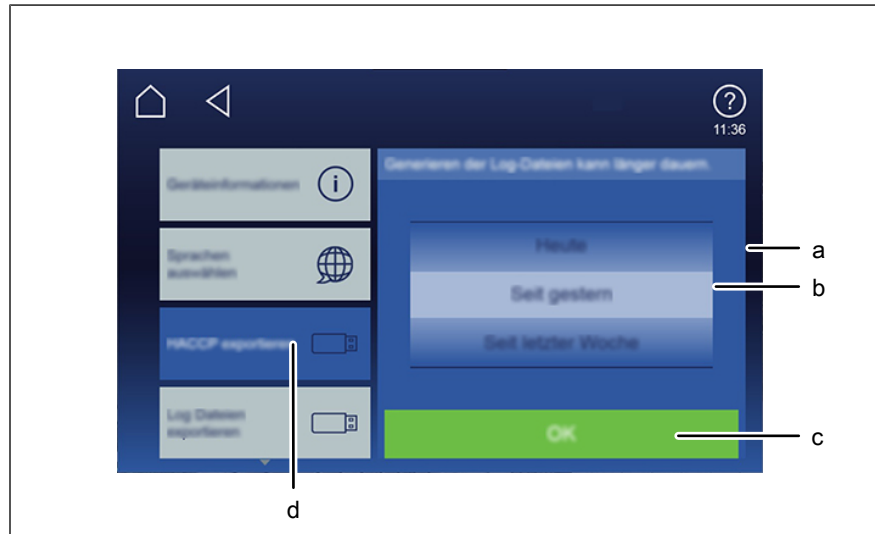 ?
11:36
Geräteinformationen
i
Generieren der Log-Dateien kann länger dauern.
Sprachen
auswählen
Heute
a
Seit gestern
b
HACCP exportieren
Seit letzter Woche
Log Dateien
exportieren
OK
c
d